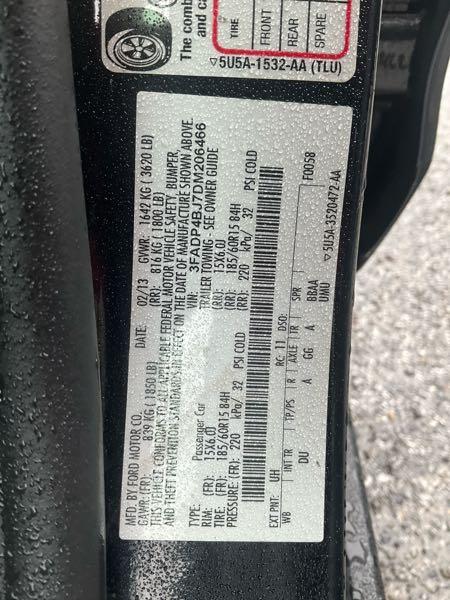 The combin
and ca
TIRE
FRONT
REAR
SPARE
5U5A-1532-AA (TLU)
MFD. BY FORD MOTOR CO.
DATE: 02/13 GVWR: 1642 KG ( 3620 LB)
GAWR: (FR): 839 KG (1850 LB) (RR): 816 KG (1800 LB)
THIS VEHICLE CONFORMS TO ALL APPLICABLE FEDERAL MOTOR VEHICLE SAFETY, BUMPER,
AND THEFT PREVENTION STANDARDS IN EFFECT ON THE DATE OF MANUFACTURE SHOWN ABOVE.
VIN: 3FADP4BJ7DM206466
TYPE: Passenger Car TRAILER TOWING- SEE OWNER GUIDE
RIM: (FR): 15X6.0J (RR): 15X6.0J
TIRE: (FR): 185/60R15 84H (RR): 185/60R15 84H
PRESSURE: (FR): 220 kPa/ 32 PSI COLD (RR): 220 kPa/ 32 PSI COLD
EXT PNT: UH RC: 11 DSO: F0058
WB INT TR TP/PS R AXLE TR SPR
DU A GG A BBAA
UMU
5U5A-3520472-AA